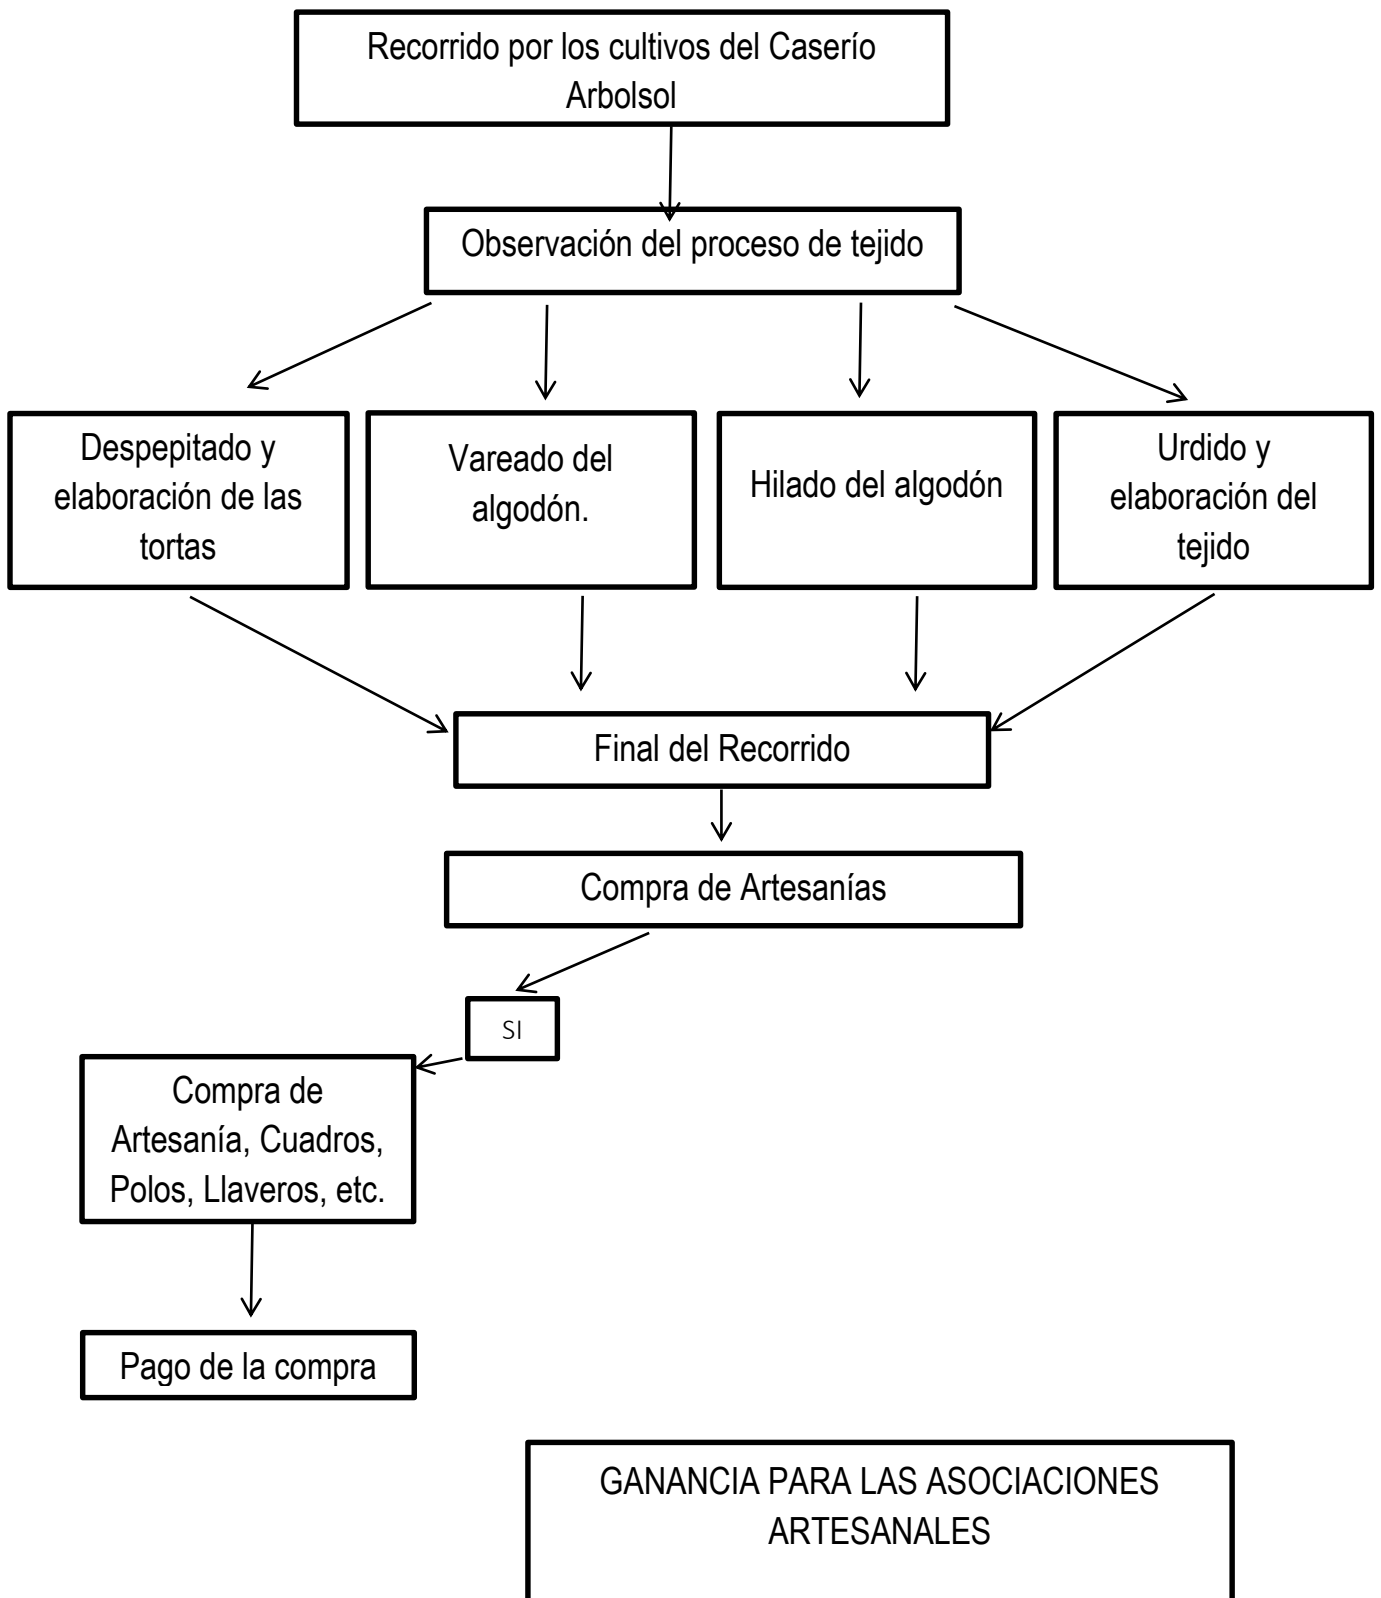 Recorrido por los cultivos del Caserío
Arbolsol
Observación del proceso de tejido
Despepitado y
elaboración de las
tortas
Vareado del
algodón.
Hilado del algodón
Urdido y
elaboración del
tejido
Final del Recorrido
Compra de Artesanías
SI
Compra de
Artesanía, Cuadros,
Polos, Llaveros, etc.
Pago de la compra
GANANCIA PARA LAS ASOCIACIONES
ARTESANALES